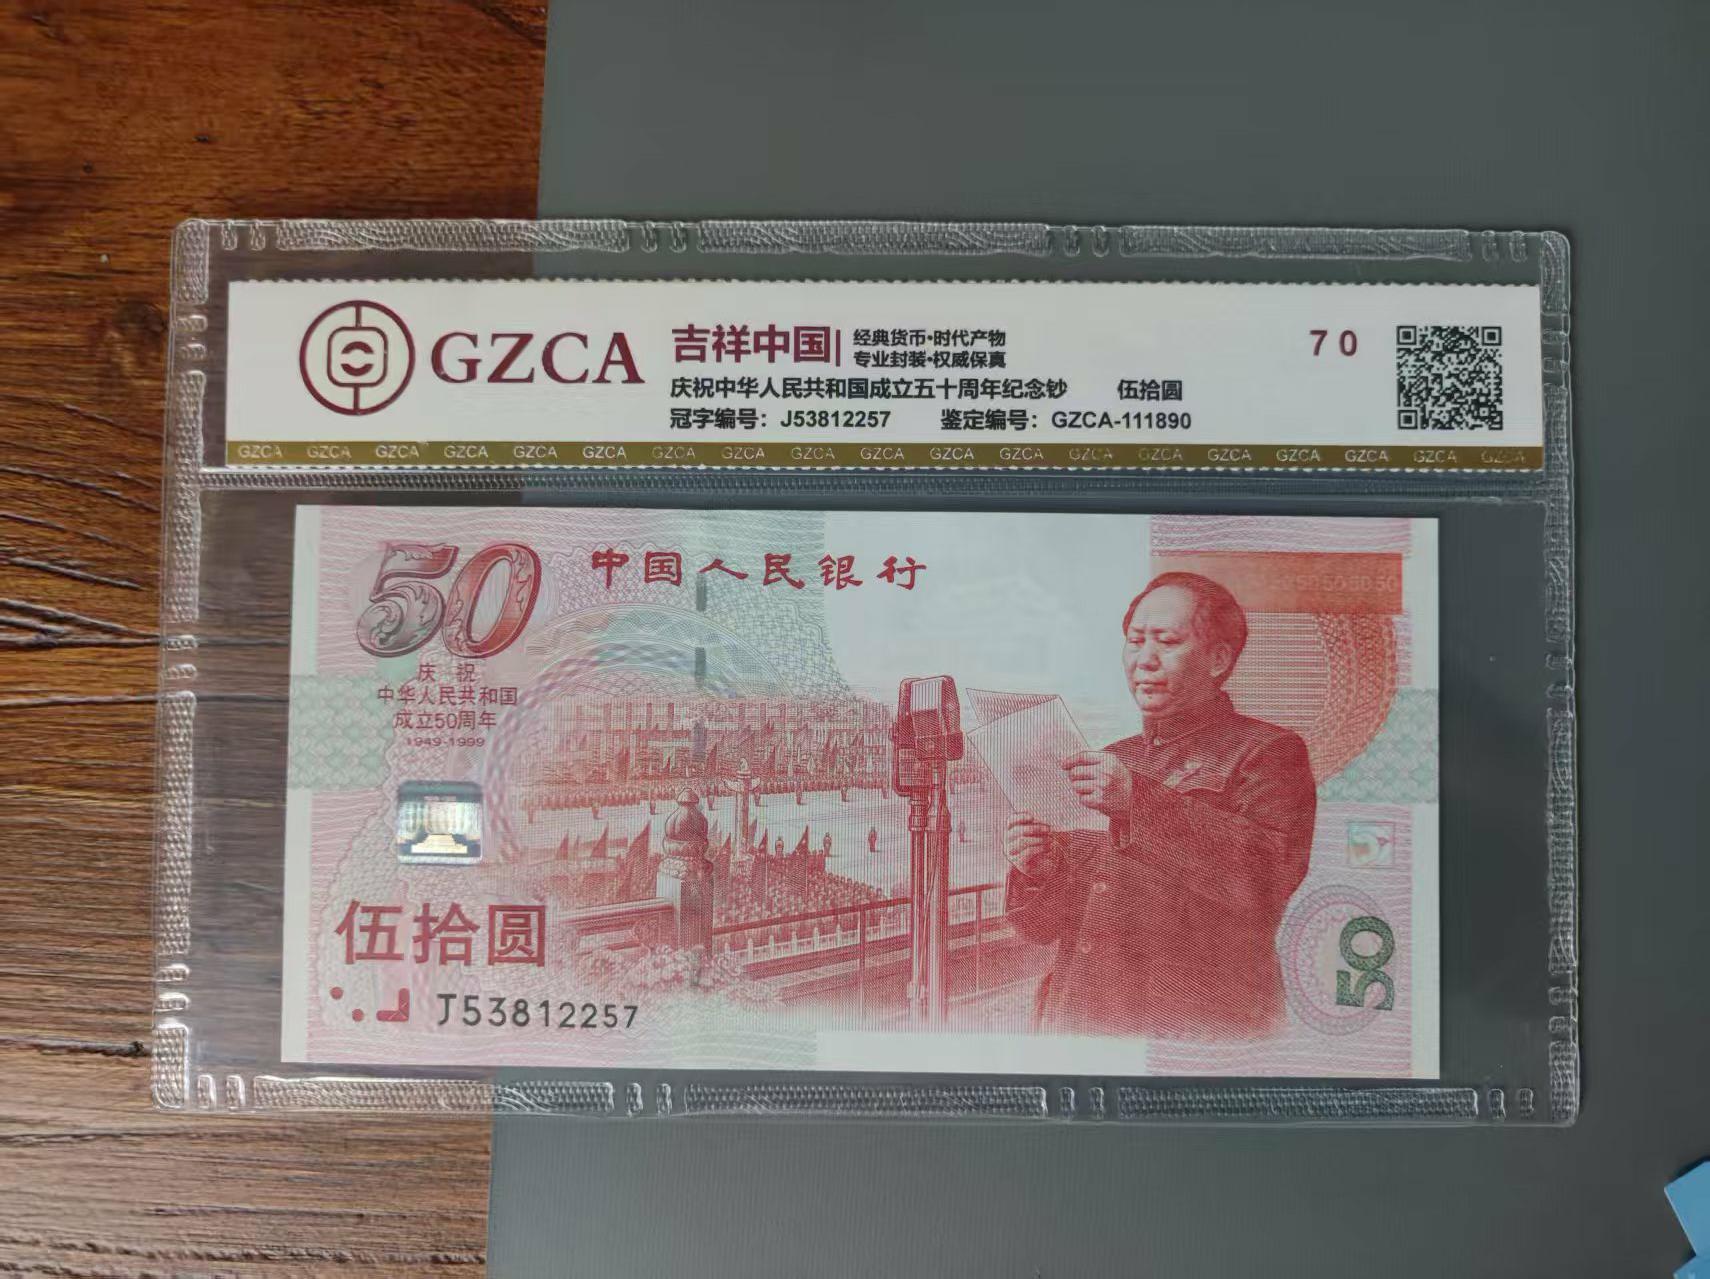 GZCA
吉祥中国
经典货币·时代产物
专业封装·权威保真
70
庆祝中华人民共和国成立五十周年纪念钞 伍拾圆
冠字编号：J53812257 鉴定编号：GZCA-111890
GZCA GZCA GZCA GZCA GZCA GZCA GZCA GZCA GZCA GZCA GZCA GZCA GZCA GZCA GZCA GZCA GZCA GZCA GZCA
50 中国人民银行
50505050
庆祝
中华人民共和国
成立50周年
1949-1999
伍拾圆
50
J53812257